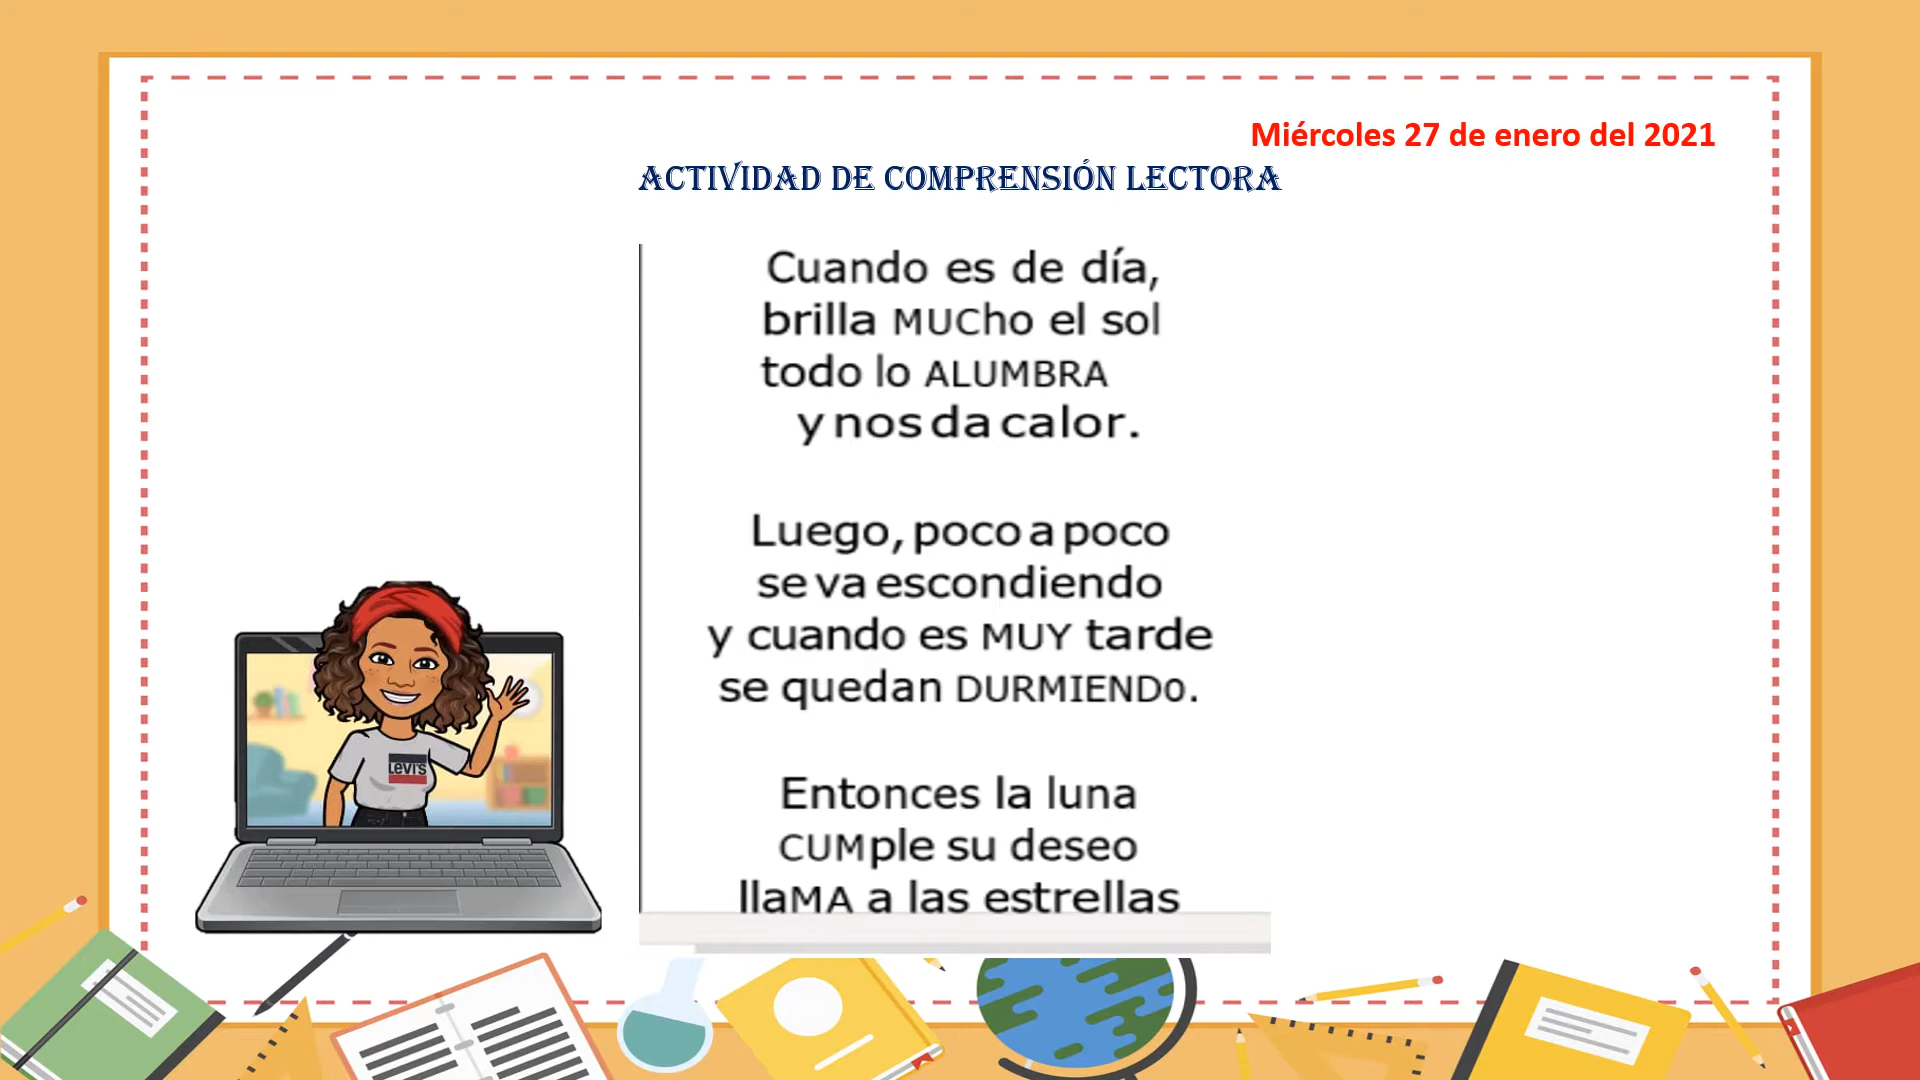 Miércoles 27 de enero del 2021
ACTIVIDAD DE COMPRENSIÓN LECTORA
Cuando es de día,
brilla MUCho el sol
todo lo ALUMBRA
y nos da calor.
Luego, poco a poco
se va escondiendo
y cuando es MUY tarde
se quedan DURMIENDo.
Entonces la luna
CUMple su deseo
llaMA a las estrellas
LEVI'S